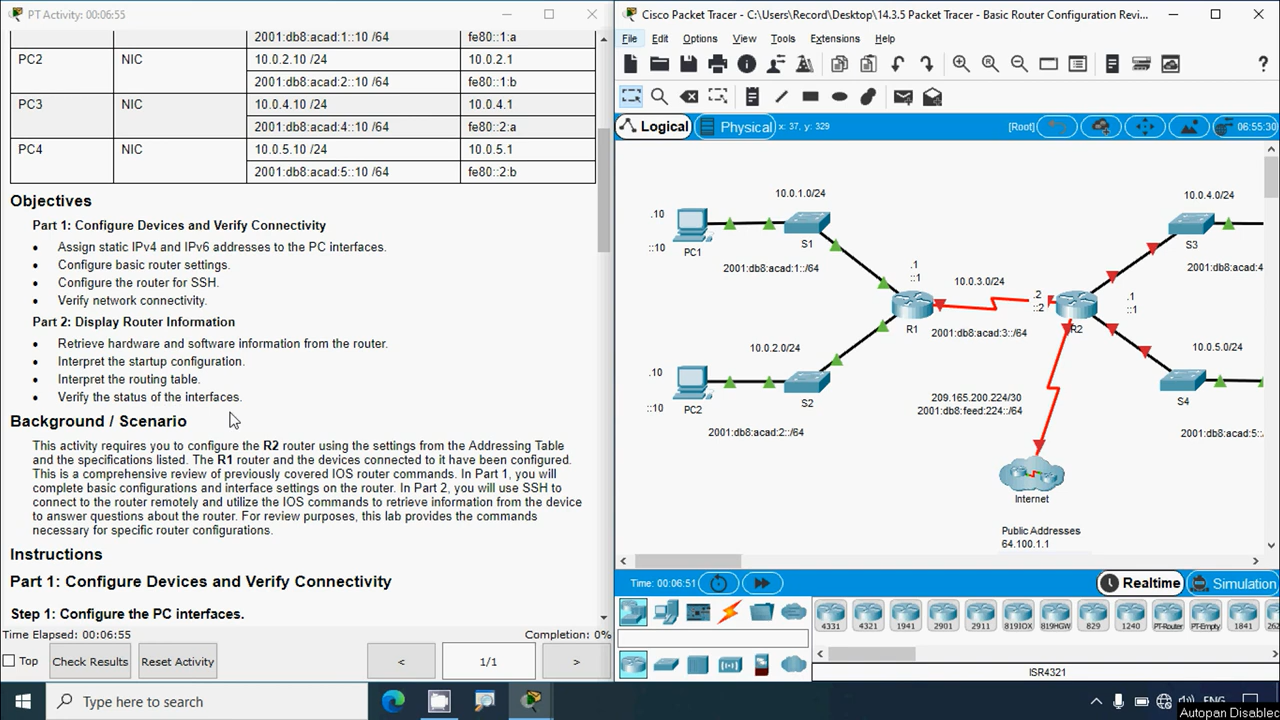 PT Activity: 00:06:55
2001:db8:acad:1::10 /64 fe80::1:a
PC2 NIC 10.0.2.10 /24 10.0.2.1
2001:db8:acad:2::10 /64 fe80::1:b
PC3 NIC 10.0.4.10 /24 10.0.4.1
2001:db8:acad:4::10 /64 fe80::2:a
PC4 NIC 10.0.5.10 /24 10.0.5.1
2001:db8:acad:5::10 /64 fe80::2:b
Objectives
Part 1: Configure Devices and Verify Connectivity
Assign static IPv4 and IPv6 addresses to the PC interfaces.
Configure basic router settings.
Configure the router for SSH.
Verify network connectivity.
Part 2: Display Router Information
Retrieve hardware and software information from the router.
Interpret the startup configuration.
Interpret the routing table.
Verify the status of the interfaces.
Background / Scenario
This activity requires you to configure the R2 router using the settings from the Addressing Table
and the specifications listed. The R1 router and the devices connected to it have been configured.
This is a comprehensive review of previously covered IOS router commands. In Part 1, you will
complete basic configurations and interface settings on the router. In Part 2, you will use SSH to
connect to the router remotely and utilize the IOS commands to retrieve information from the device
to answer questions about the router. For review purposes, this lab provides the commands
necessary for specific router configurations.
Instructions
Part 1: Configure Devices and Verify Connectivity
Step 1: Configure the PC interfaces.
Time Elapsed: 00:06:55 Completion: 0%
Top Check Results Reset Activity < 1/1 >
Cisco Packet Tracer - C:\Users\Record\Desktop\14.3.5 Packet Tracer - Basic Router Configuration Revi...
File Edit Options View Tools Extensions Help
Logical Physical x: 37, y: 329 [Root] 06:55:30
10.0.1.0/24 10.0.4.0/24
.10
::10
PC1 S1 S3
2001:db8:acad:1::/64 2001:db8:acad:4
.1
::1
10.0.3.0/24
.2
::2
.1
::1
R1 2001:db8:acad:3::/64 R2
10.0.2.0/24 10.0.5.0/24
.10
::10
PC2 S2 S4
209.165.200.224/30
2001:db8:feed:224::/64
2001:db8:acad:2::/64 2001:db8:acad:5:
Internet
Public Addresses
64.100.1.1
Time: 00:06:51 Realtime Simulation
4331 4321 1941 2901 2911 819IOX 819HGW 829 1240 PT-Router PT-Empty 1841 262
ISR4321
Type here to search
ENG
Autopan Disabled